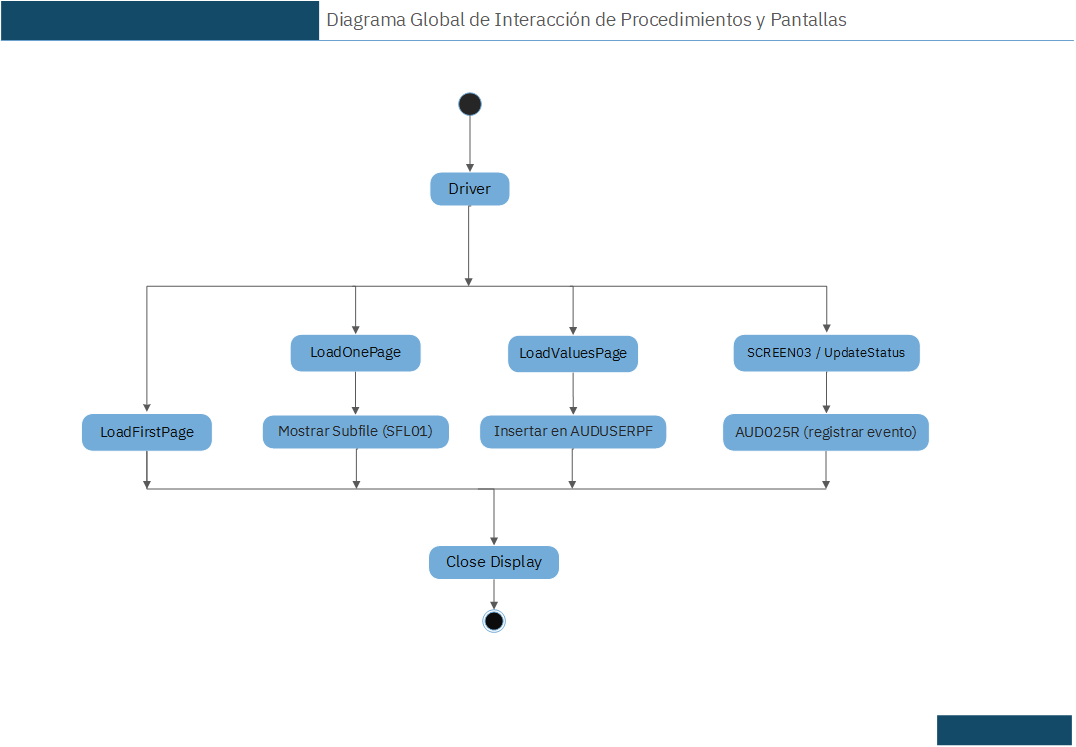 Diagrama Global de Interacción de Procedimientos y Pantallas
Driver
LoadOnePage
LoadValuesPage
SCREEN03 / UpdateStatus
LoadFirstPage
Mostrar Subfile (SFL01)
Insertar en AUDUSERPF
AUD025R (registrar evento)
Close Display